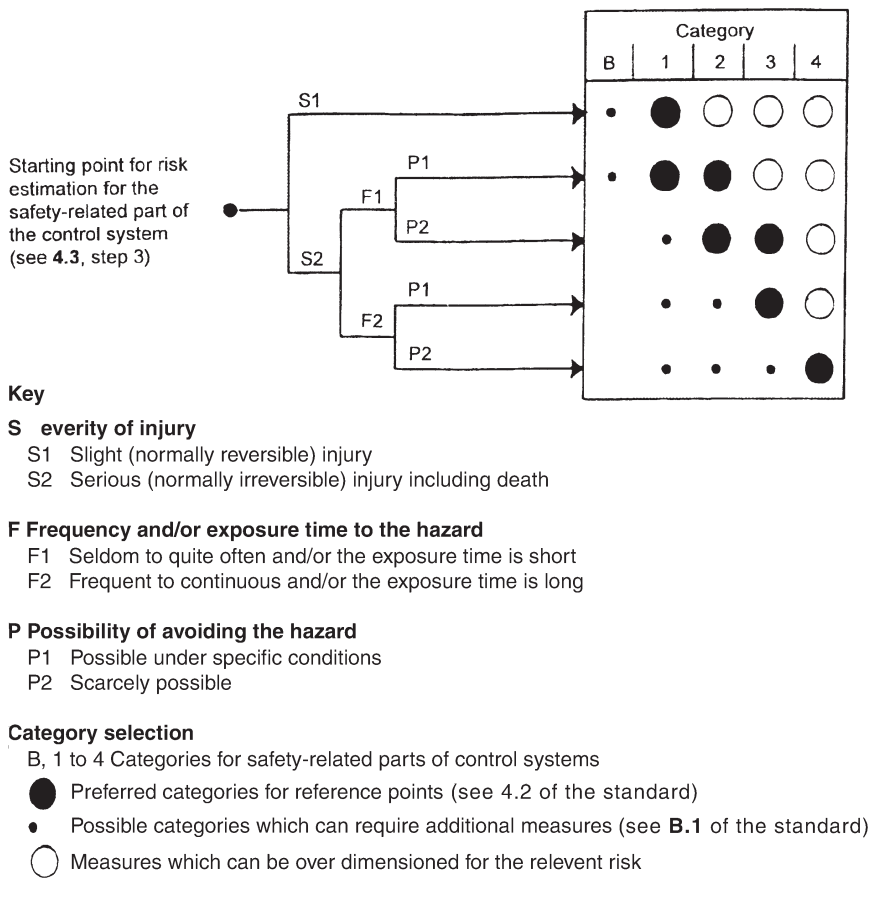 Category
B 1 2 3 4
S1
Starting point for risk
estimation for the
safety-related part of
the control system
(see 4.3, step 3)
P1
F1
P2
S2
P1
F2
P2
Key
S everity of injury
S1 Slight (normally reversible) injury
S2 Serious (normally irreversible) injury including death
F Frequency and/or exposure time to the hazard
F1 Seldom to quite often and/or the exposure time is short
F2 Frequent to continuous and/or the exposure time is long
P Possibility of avoiding the hazard
P1 Possible under specific conditions
P2 Scarcely possible
Category selection
B, 1 to 4 Categories for safety-related parts of control systems
Preferred categories for reference points (see 4.2 of the standard)
Possible categories which can require additional measures (see B.1 of the standard)
Measures which can be over dimensioned for the relevent risk